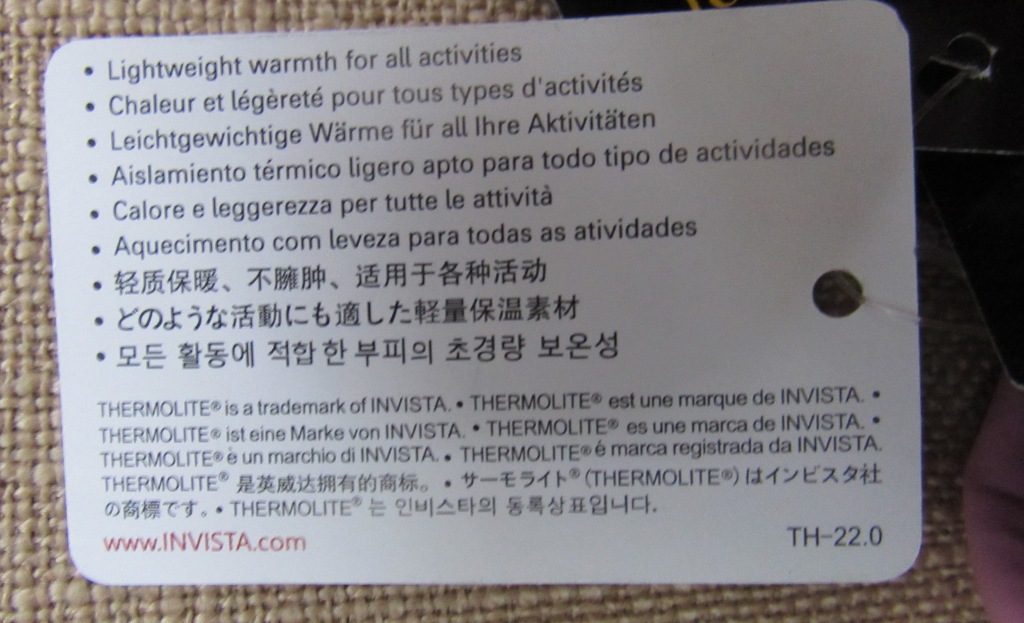 • Lightweight warmth for all activities
• Chaleur et légèreté pour tous types d'activités
• Leichtgewichtige Wärme für all Ihre Aktivitäten
• Aislamiento térmico ligero apto para todo tipo de actividades
• Calore e leggerezza per tutte le attività
• Aquecimento com leveza para todas as atividades
• 轻质保暖、不臃肿、适用于各种活动
• どのような活動にも適した軽量保温素材
• 모든 활동에 적합한 부피의 초경량 보온성
THERMOLITE® is a trademark of INVISTA. • THERMOLITE® est une marque de INVISTA. •
THERMOLITE® ist eine Marke von INVISTA. • THERMOLITE® es une marca de INVISTA. •
THERMOLITE® è un marchio di INVISTA. • THERMOLITE® é marca registrada da INVISTA.
THERMOLITE® 是英威达拥有的商标。 • サーモライト® (THERMOLITE®) はインビスタ社
の商標です。 • THERMOLITE® 는 인비스타의 동록상표입니다.
www.INVISTA.com TH-22.0